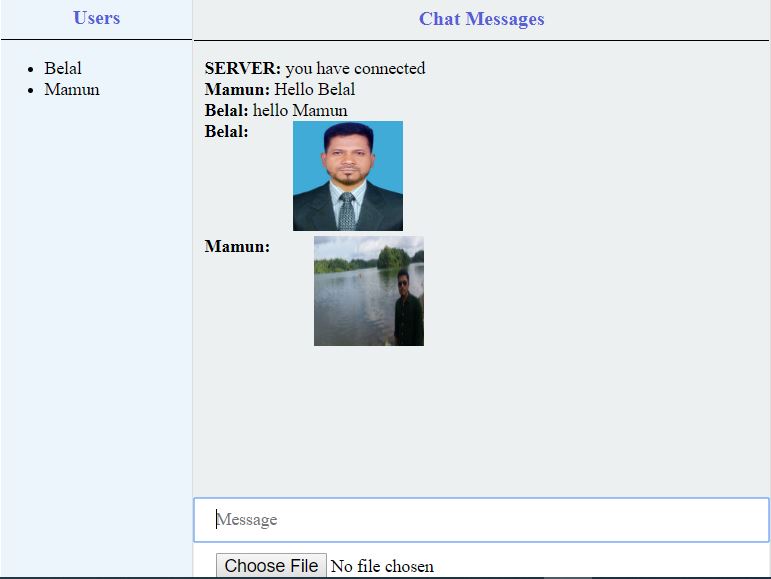 Users
Belal
Mamun
Chat Messages
SERVER: you have connected
Mamun: Hello Belal
Belal: hello Mamun
Belal:
Mamun:
Message
Choose File No file chosen